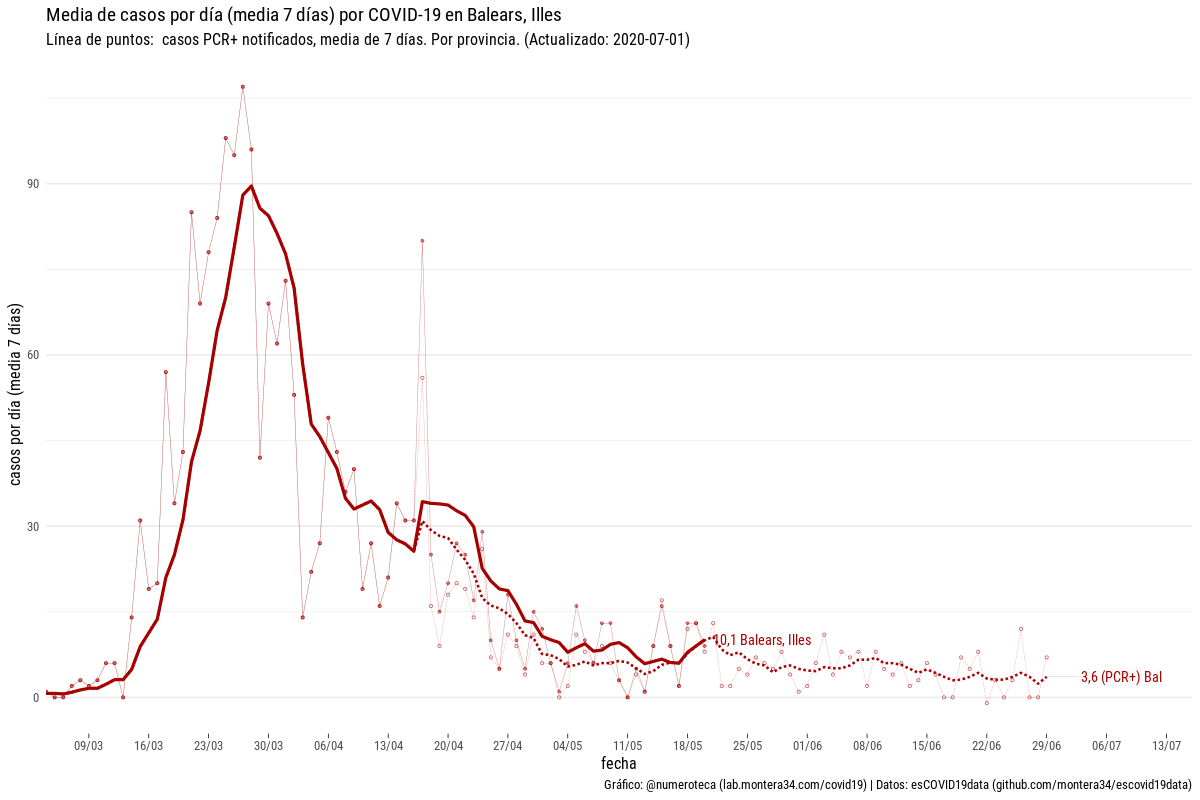 Media de casos por día (media 7 días) por COVID-19 en Balears, Illes
Línea de puntos:  casos PCR+ notificados, media de 7 días. Por provincia. (Actualizado: 2020-07-01)
casos por día (media 7 días)
90
60
30
0
10,1 Balears, Illes
3,6 (PCR+) Bal
09/03 16/03 23/03 30/03 06/04 13/04 20/04 27/04 04/05 11/05 18/05 25/05 01/06 08/06 15/06 22/06 29/06 06/07 13/07
fecha
Gráfico: @numeroteca (lab.montera34.com/covid19) | Datos: esCOVID19data (github.com/montera34/escovid19data)